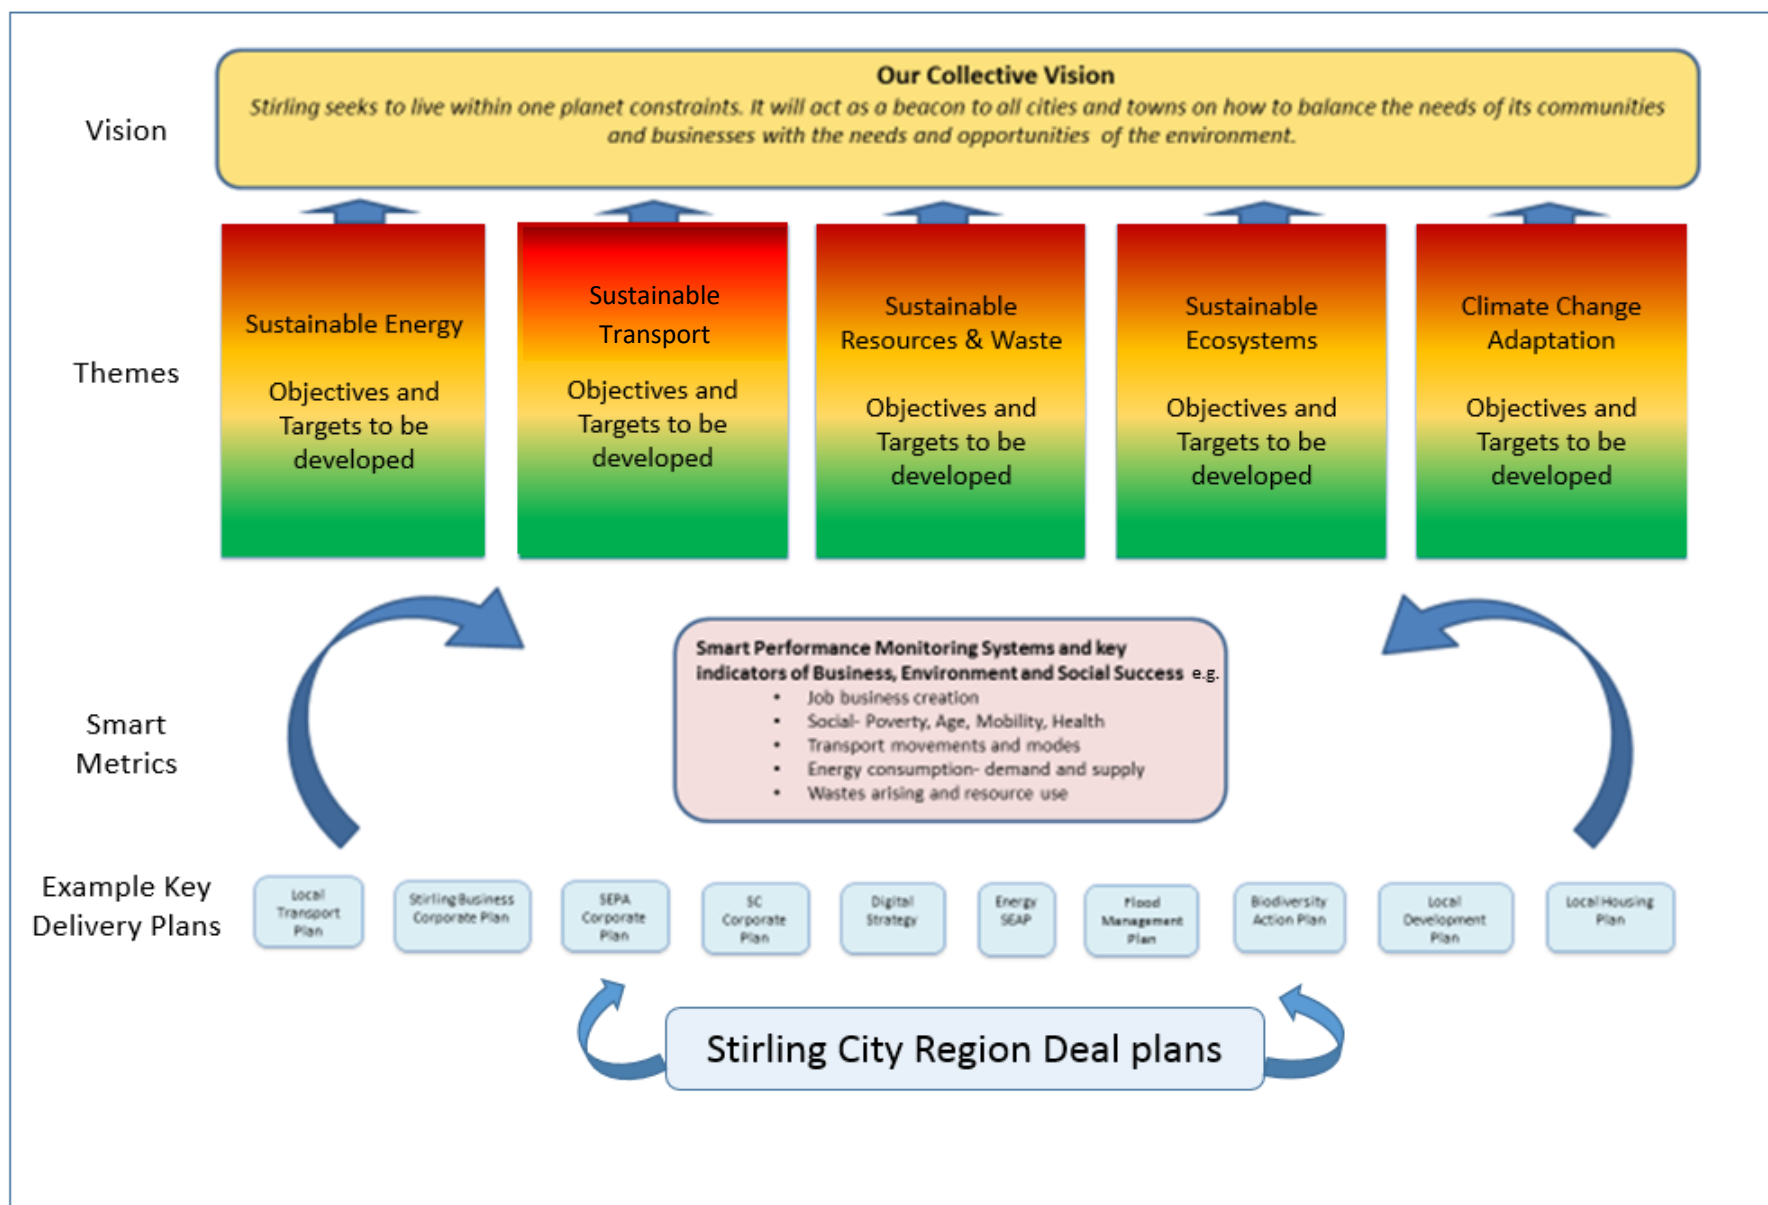 Our Collective Vision
Stirling seeks to live within one planet constraints. It will act as a beacon to all cities and towns on how to balance the needs of its communities
and businesses with the needs and opportunities of the environment.
Vision
Themes
Sustainable Energy
Objectives and
Targets to be
developed
Sustainable
Transport
Objectives and
Targets to be
developed
Sustainable
Resources & Waste
Objectives and
Targets to be
developed
Sustainable
Ecosystems
Objectives and
Targets to be
developed
Climate Change
Adaptation
Objectives and
Targets to be
developed
Smart
Metrics
Smart Performance Monitoring Systems and key
indicators of Business, Environment and Social Success e.g.
• Job business creation
• Social- Poverty, Age, Mobility, Health
• Transport movements and modes
• Energy consumption- demand and supply
• Wastes arising and resource use
Example Key
Delivery Plans
Local
Transport
Plan
Stirling Business
Corporate Plan
SEPA
Corporate
Plan
SC
Corporate
Plan
Digital
Strategy
Energy
SEAP
Flood
Management
Plan
Biodiversity
Action Plan
Local
Development
Plan
Local Housing
Plan
Stirling City Region Deal plans